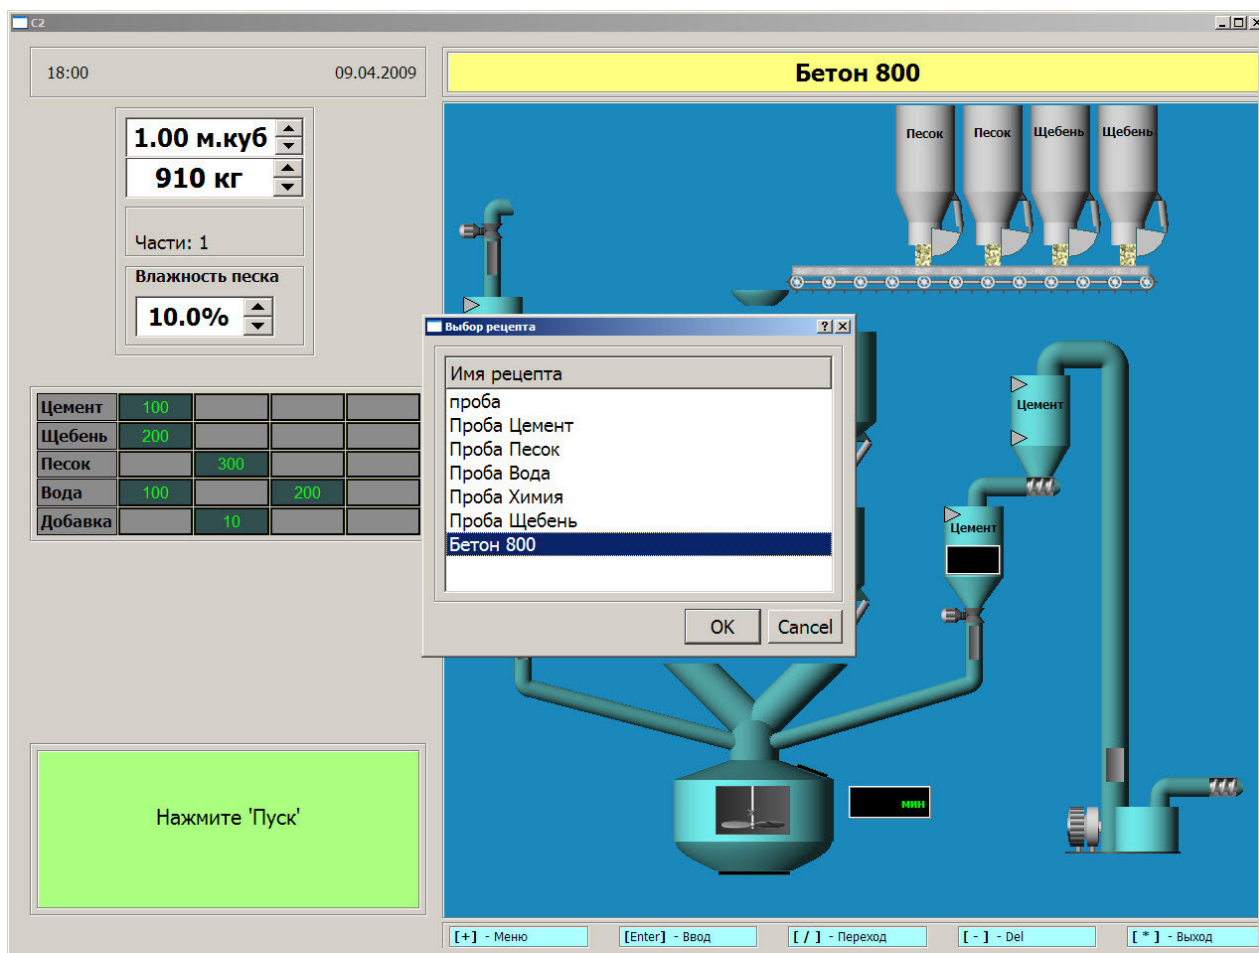 C2
18:00 09.04.2009
Бетон 800
1.00 м.куб
910 кг
Части: 1
Влажность песка
10.0%
Песок Песок Щебень Щебень
Выбор рецепта
Имя рецепта
проба
Проба Цемент
Проба Песок
Проба Вода
Проба Химия
Проба Щебень
Бетон 800
OK Cancel
Цемент 100
Щебень 200
Песок 300
Вода 100 200
Добавка 10
Цемент
Цемент
мин
Нажмите 'Пуск'
[+] - Меню [Enter] - Ввод [ / ] - Переход [ - ] - Del [ * ] - Выход